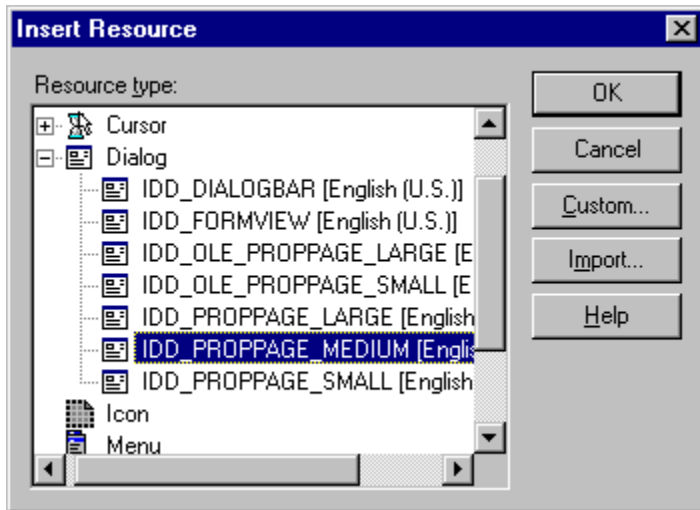 Insert Resource
Resource type:
Cursor
Dialog
IDD_DIALOGBAR [English (U.S.)]
IDD_FORMVIEW [English (U.S.)]
IDD_OLE_PROPPAGE_LARGE [E
IDD_OLE_PROPPAGE_SMALL [E
IDD_PROPPAGE_LARGE [English
IDD_PROPPAGE_MEDIUM [Englis
IDD_PROPPAGE_SMALL [English
Icon
Menu
OK
Cancel
Custom...
Import...
Help